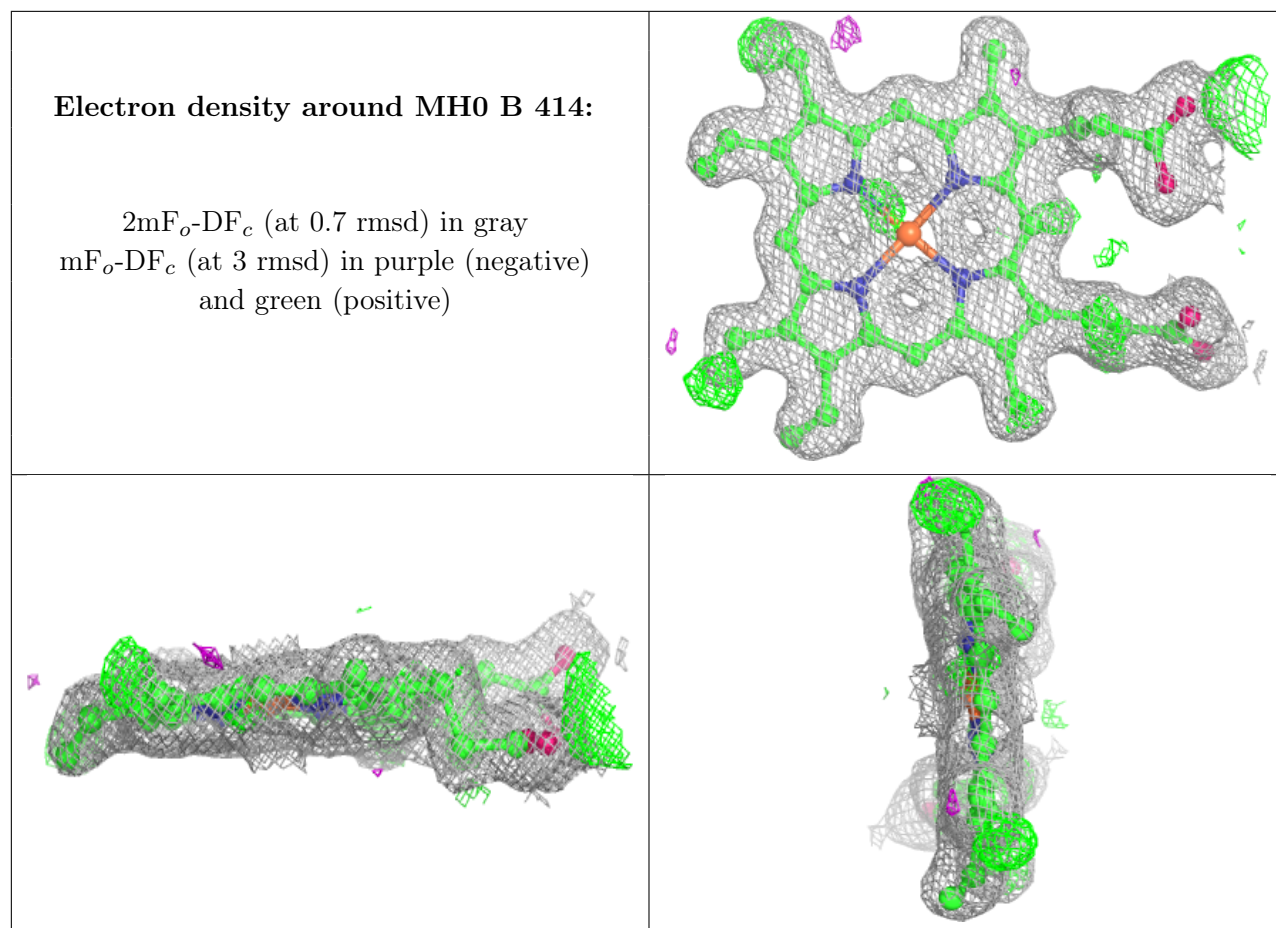 Electron density around MH0 B 414:
2mFo-DFc (at 0.7 rmsd) in gray
mFo-DFc (at 3 rmsd) in purple (negative)
and green (positive)